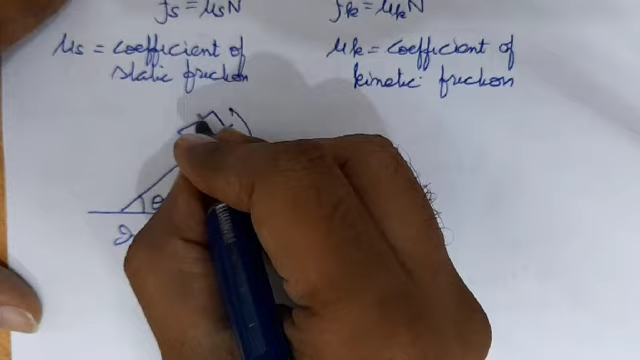 fs = μsN fk = μkN
μs = coefficient of μk = coefficient of
static friction kinetic friction
θ